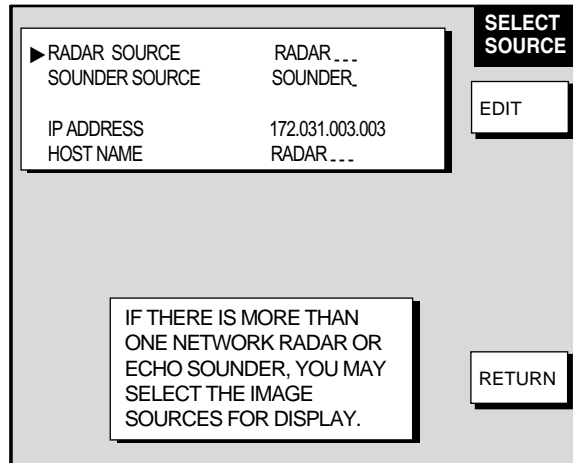 SELECT
SOURCE
▶RADAR SOURCE RADAR_ _ _
SOUNDER SOURCE SOUNDER_
EDIT
IP ADDRESS 172.031.003.003
HOST NAME RADAR_ _ _
IF THERE IS MORE THAN
ONE NETWORK RADAR OR
ECHO SOUNDER, YOU MAY
SELECT THE IMAGE
SOURCES FOR DISPLAY.
RETURN